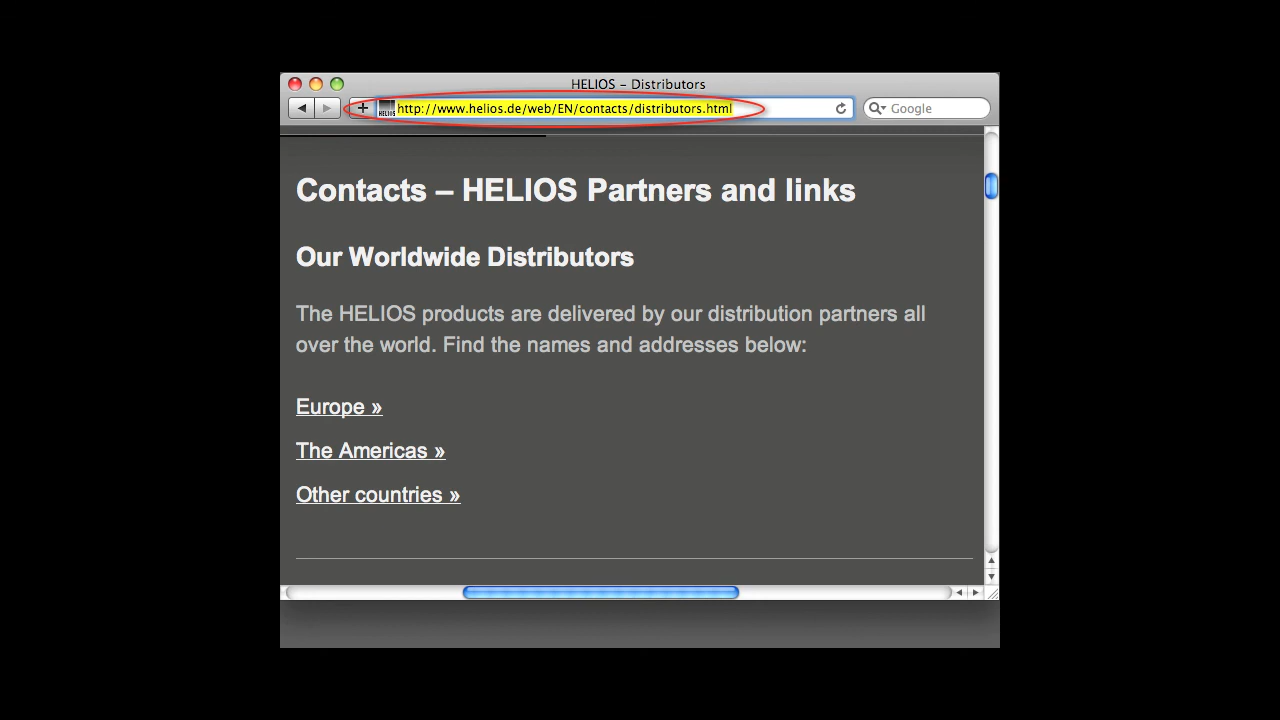 HELIOS – Distributors
HELIOS http://www.helios.de/web/EN/contacts/distributors.html
Google
Contacts – HELIOS Partners and links
Our Worldwide Distributors
The HELIOS products are delivered by our distribution partners all
over the world. Find the names and addresses below:
Europe »
The Americas »
Other countries »